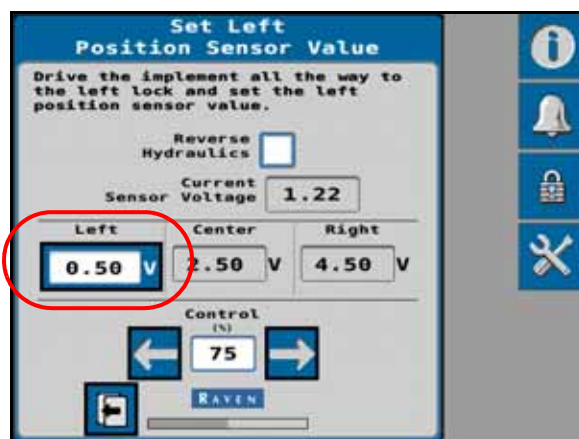 Set Left
Position Sensor Value
Drive the implement all the way to
the left lock and set the left
position sensor value.
Reverse
Hydraulics
Current
Sensor Voltage 1.22
Left Center Right
0.50 V 2.50 V 4.50 V
Control
(%)
75
RAVEN